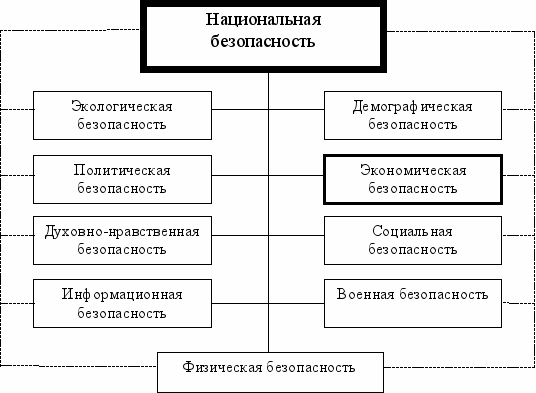 Национальная
безопасность
Экологическая
безопасность
Демографическая
безопасность
Политическая
безопасность
Экономическая
безопасность
Духовно-нравственная
безопасность
Социальная
безопасность
Информационная
безопасность
Военная безопасность
Физическая безопасность